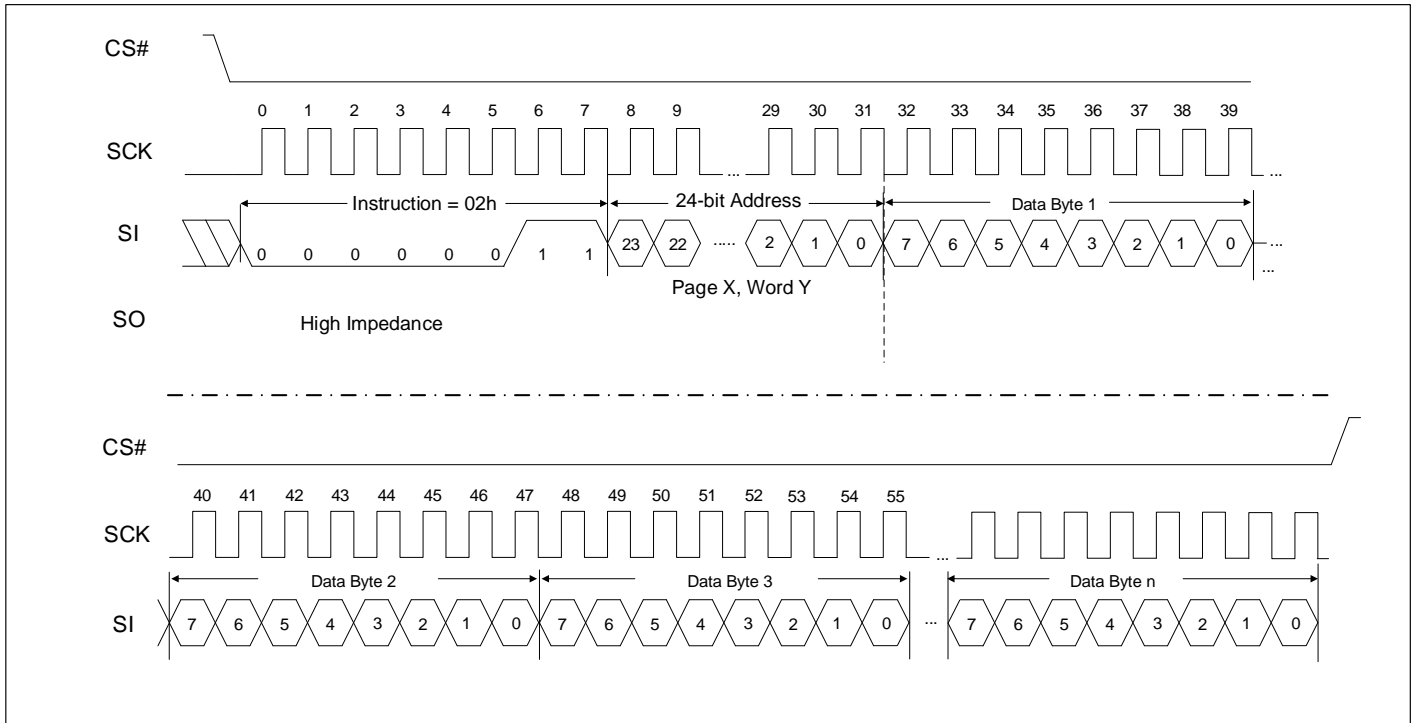 CS#
0 1 2 3 4 5 6 7 8 9 29 30 31 32 33 34 35 36 37 38 39
SCK ... ...
Instruction = 02h 24-bit Address Data Byte 1
SI 0 0 0 0 0 0 1 1 23 22 ..... 2 1 0 7 6 5 4 3 2 1 0 ...
...
Page X, Word Y
SO High Impedance
CS#
40 41 42 43 44 45 46 47 48 49 50 51 52 53 54 55
SCK ...
Data Byte 2 Data Byte 3 Data Byte n
SI 7 6 5 4 3 2 1 0 7 6 5 4 3 2 1 0 ... 7 6 5 4 3 2 1 0